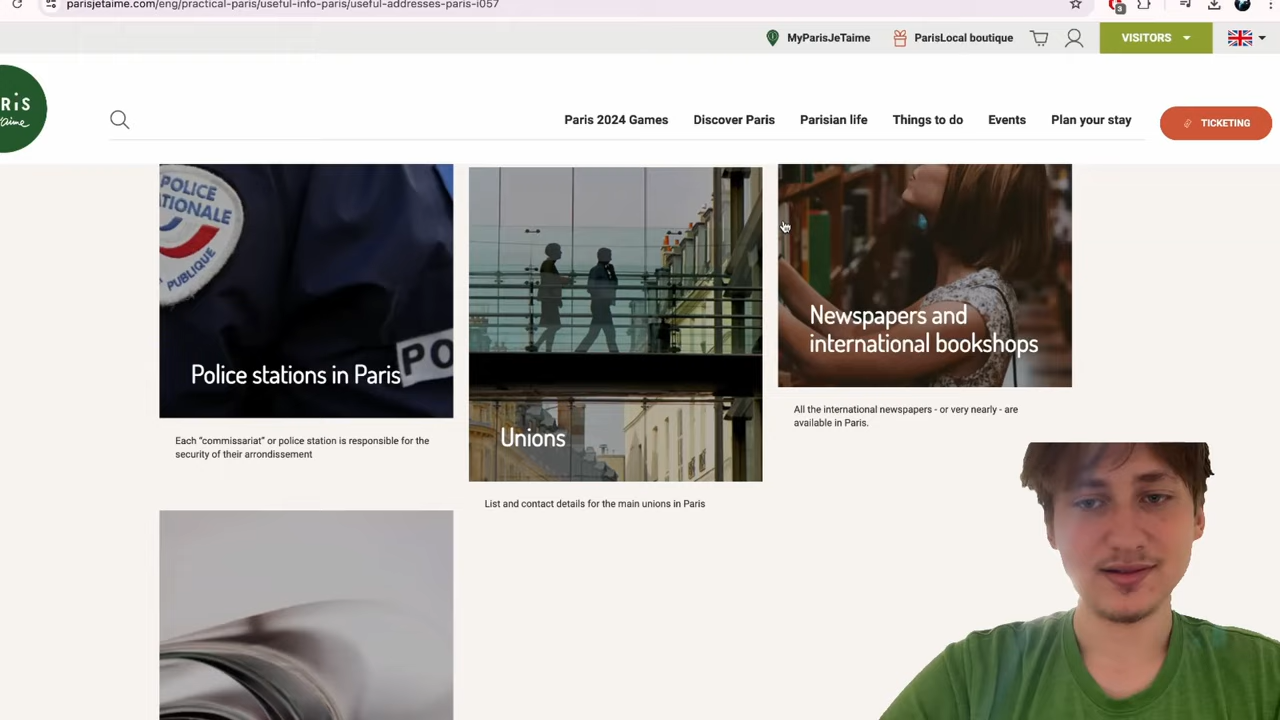 parisjetaime.com/eng/practical-paris/useful-info-paris/useful-addresses-paris-i057
3
MyParisJeTaime
ParisLocal boutique
VISITORS
RiS
t'aime
Paris 2024 Games
Discover Paris
Parisian life
Things to do
Events
Plan your stay
TICKETING
POLICE
NATIONALE
PUBLIQUE
PO
Police stations in Paris
Each “commissariat” or police station is responsible for the
security of their arrondissement
Unions
List and contact details for the main unions in Paris
Newspapers and
international bookshops
All the international newspapers - or very nearly - are
available in Paris.